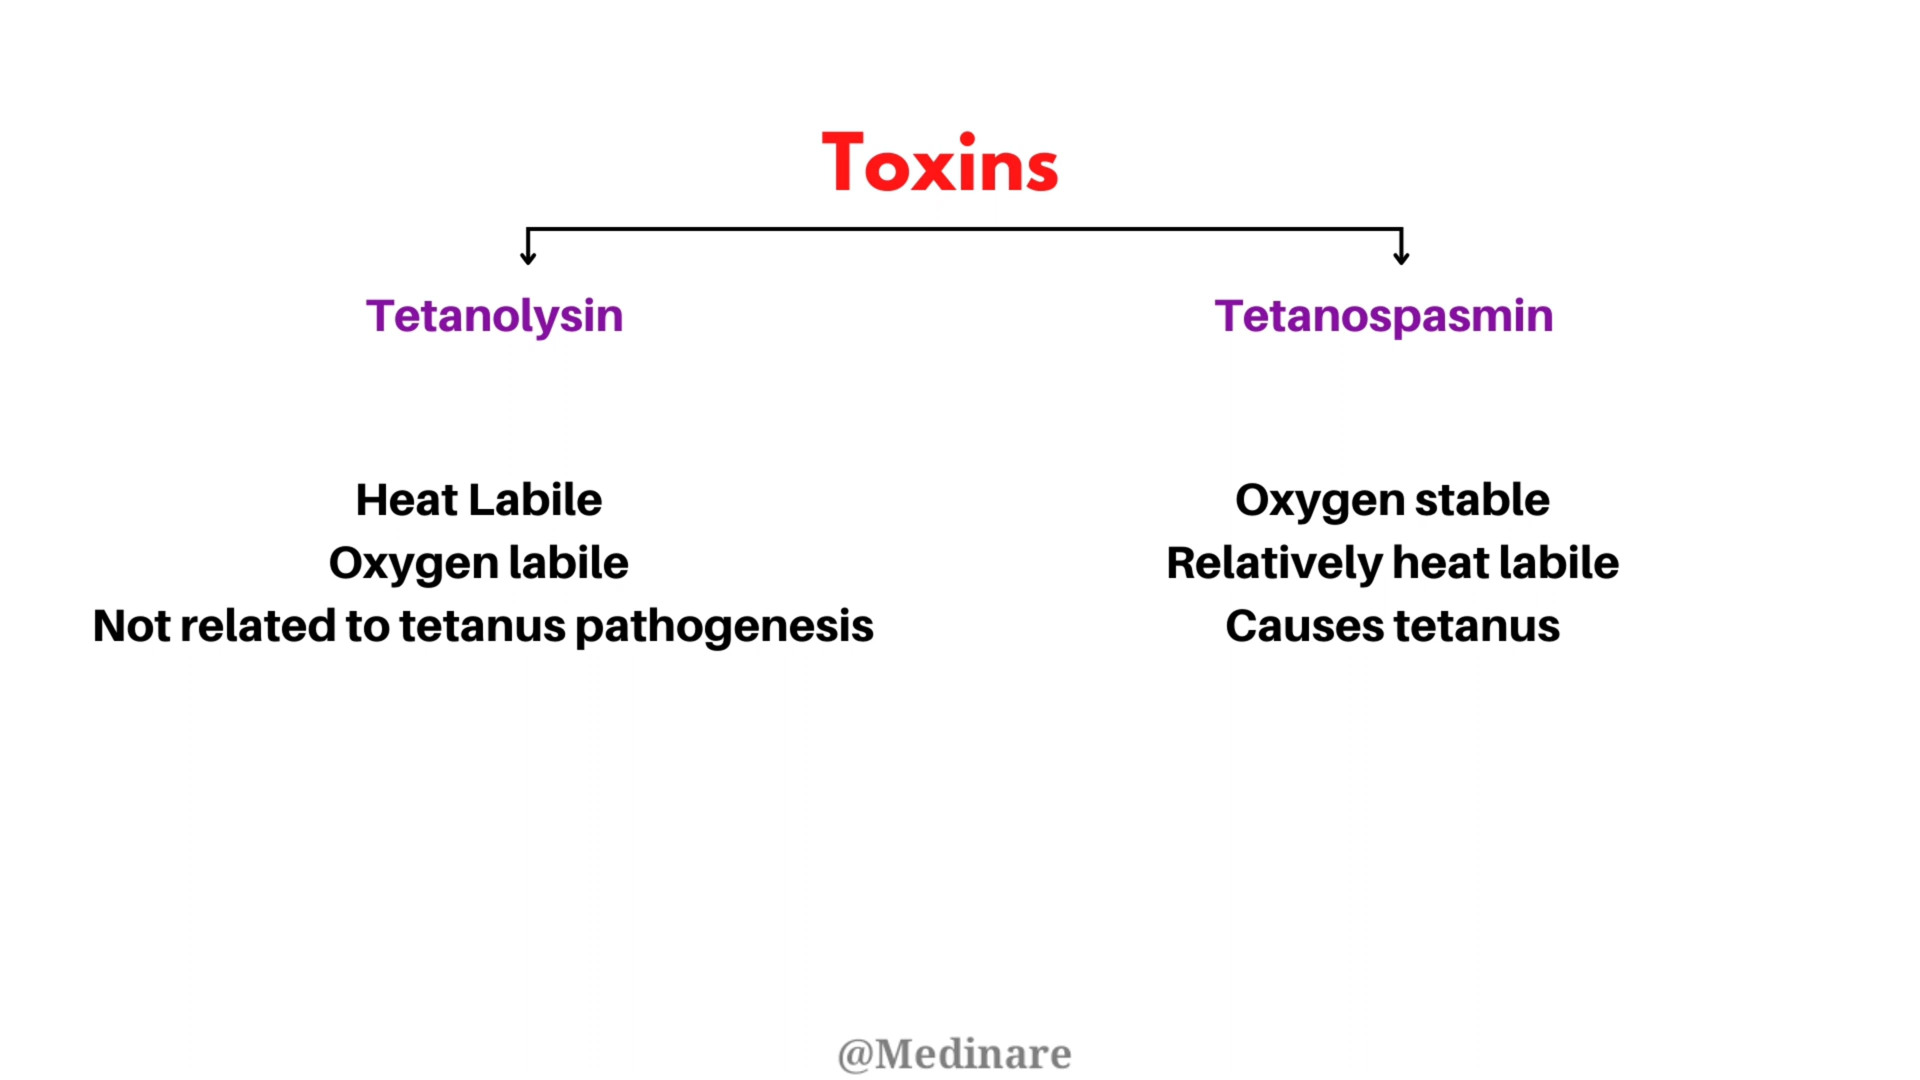 Toxins
Tetanolysin
Tetanospasmin
Heat Labile
Oxygen labile
Not related to tetanus pathogenesis
Oxygen stable
Relatively heat labile
Causes tetanus
@Medinare